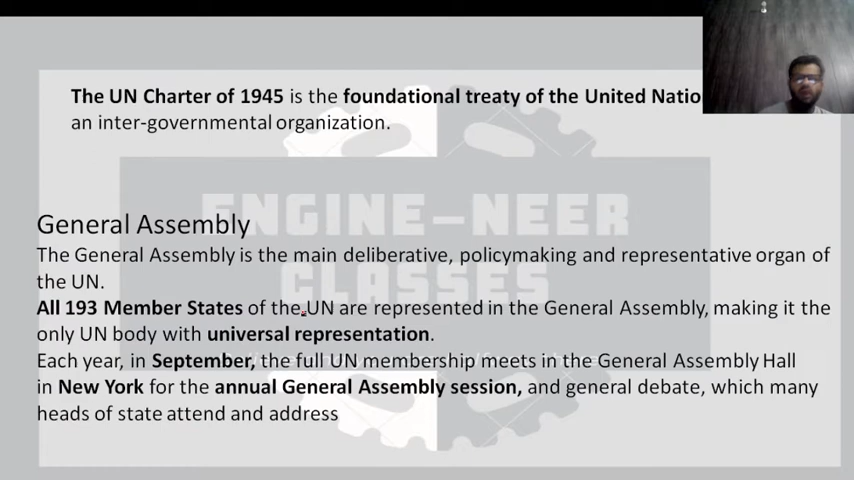 The UN Charter of 1945 is the foundational treaty of the United Natio
an inter-governmental organization.
ENGINE-NEER
CLASSES
General Assembly
The General Assembly is the main deliberative, policymaking and representative organ of
the UN.
All 193 Member States of the UN are represented in the General Assembly, making it the
only UN body with universal representation.
Each year, in September, the full UN membership meets in the General Assembly Hall
in New York for the annual General Assembly session, and general debate, which many
heads of state attend and address